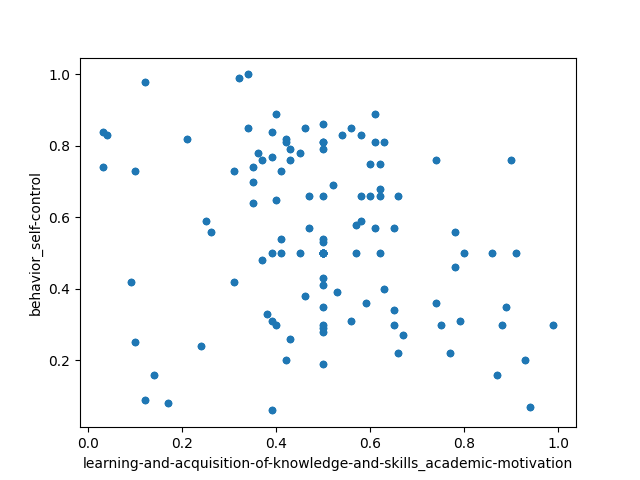 1.0
0.8
0.6
0.4
0.2
behavior_self-control
0.0 0.2 0.4 0.6 0.8 1.0
learning-and-acquisition-of-knowledge-and-skills_academic-motivation